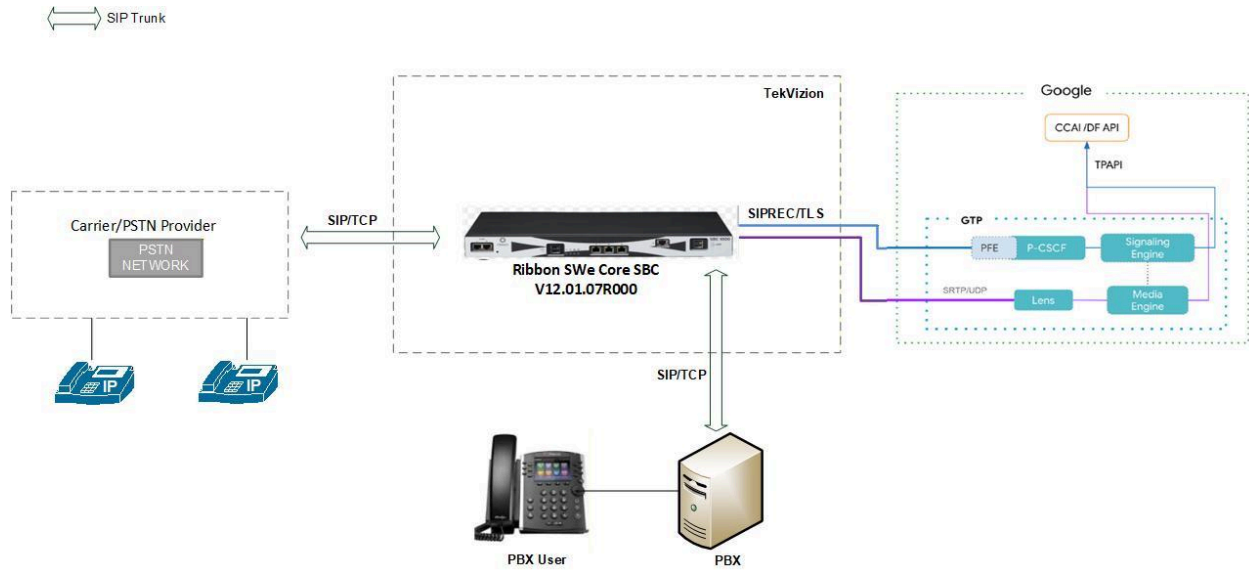 SIP Trunk
TekVizion
Google
CCAI /DF API
TPAPI
Carrier/PSTN Provider
PSTN
NETWORK
SIP/TCP
SIPREC/TLS
GTP
PFE
P-CSCF
Signaling
Engine
Ribbon SWe Core SBC
V12.01.07R000
SRTP/UDP
Lens
Media
Engine
IP
IP
SIP/TCP
PBX User
PBX